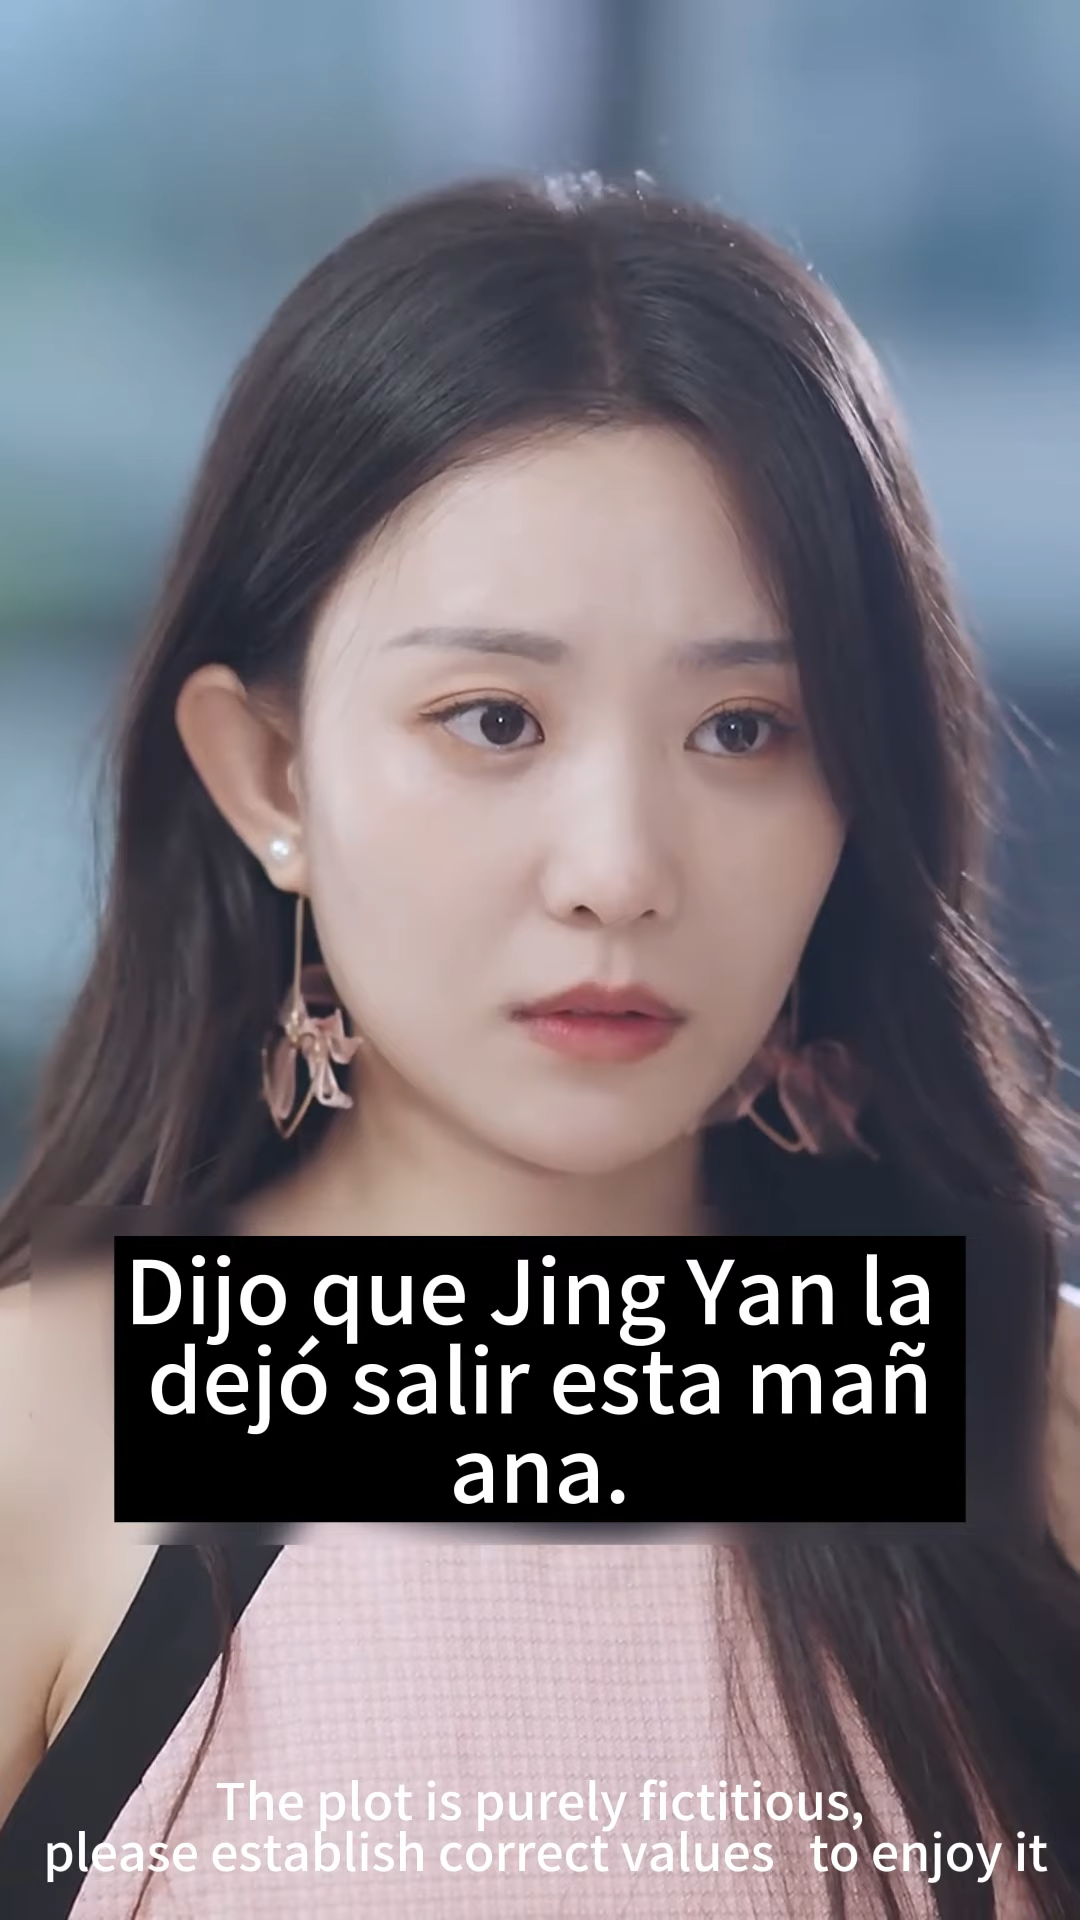 Dijo que Jing Yan la
dejó salir esta mañ
ana.
The plot is purely fictitious,
please establish correct values to enjoy it